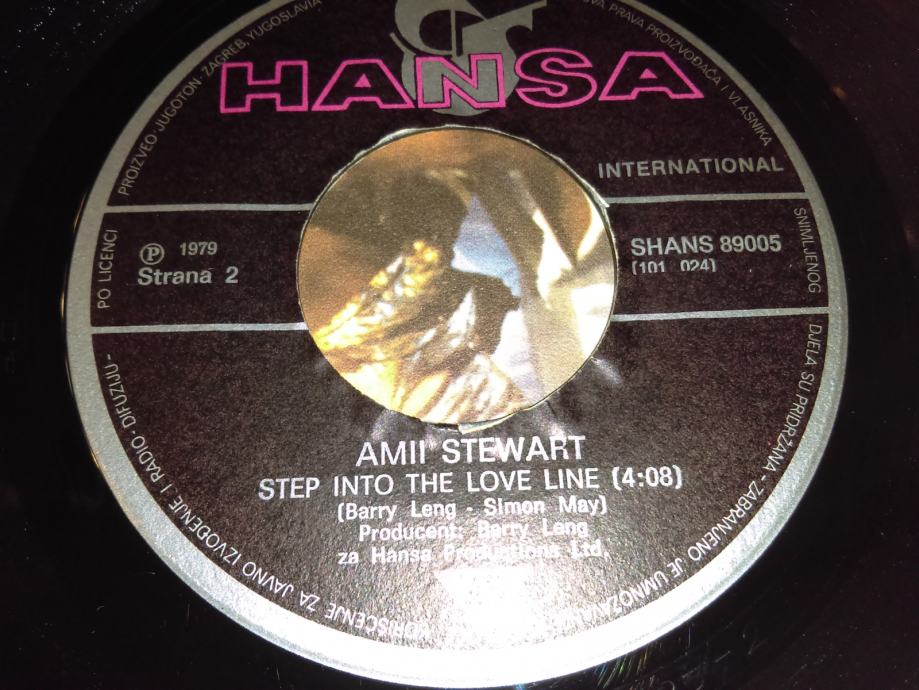 HANSA
INTERNATIONAL
℗ 1979
Strana 2
SHANS 89005
[101 024]
AMII STEWART
STEP INTO THE LOVE LINE (4:08)
(Barry Leng - Simon May)
Producent: Barry Leng
za Hansa Productions Ltd.
KORIŠĆENJE ZA JAVNO IZVOĐENJE I RADIO-DIFUZIJU -
PO LICENCI
PROIZVEO JUGOTON - ZAGREB, YUGOSLAVIA
PRAVA PROIZVOĐAČA I VLASNIKA
SNIMLJENOG
DJELA SU PRIDRŽANA - ZABRANJENO JE